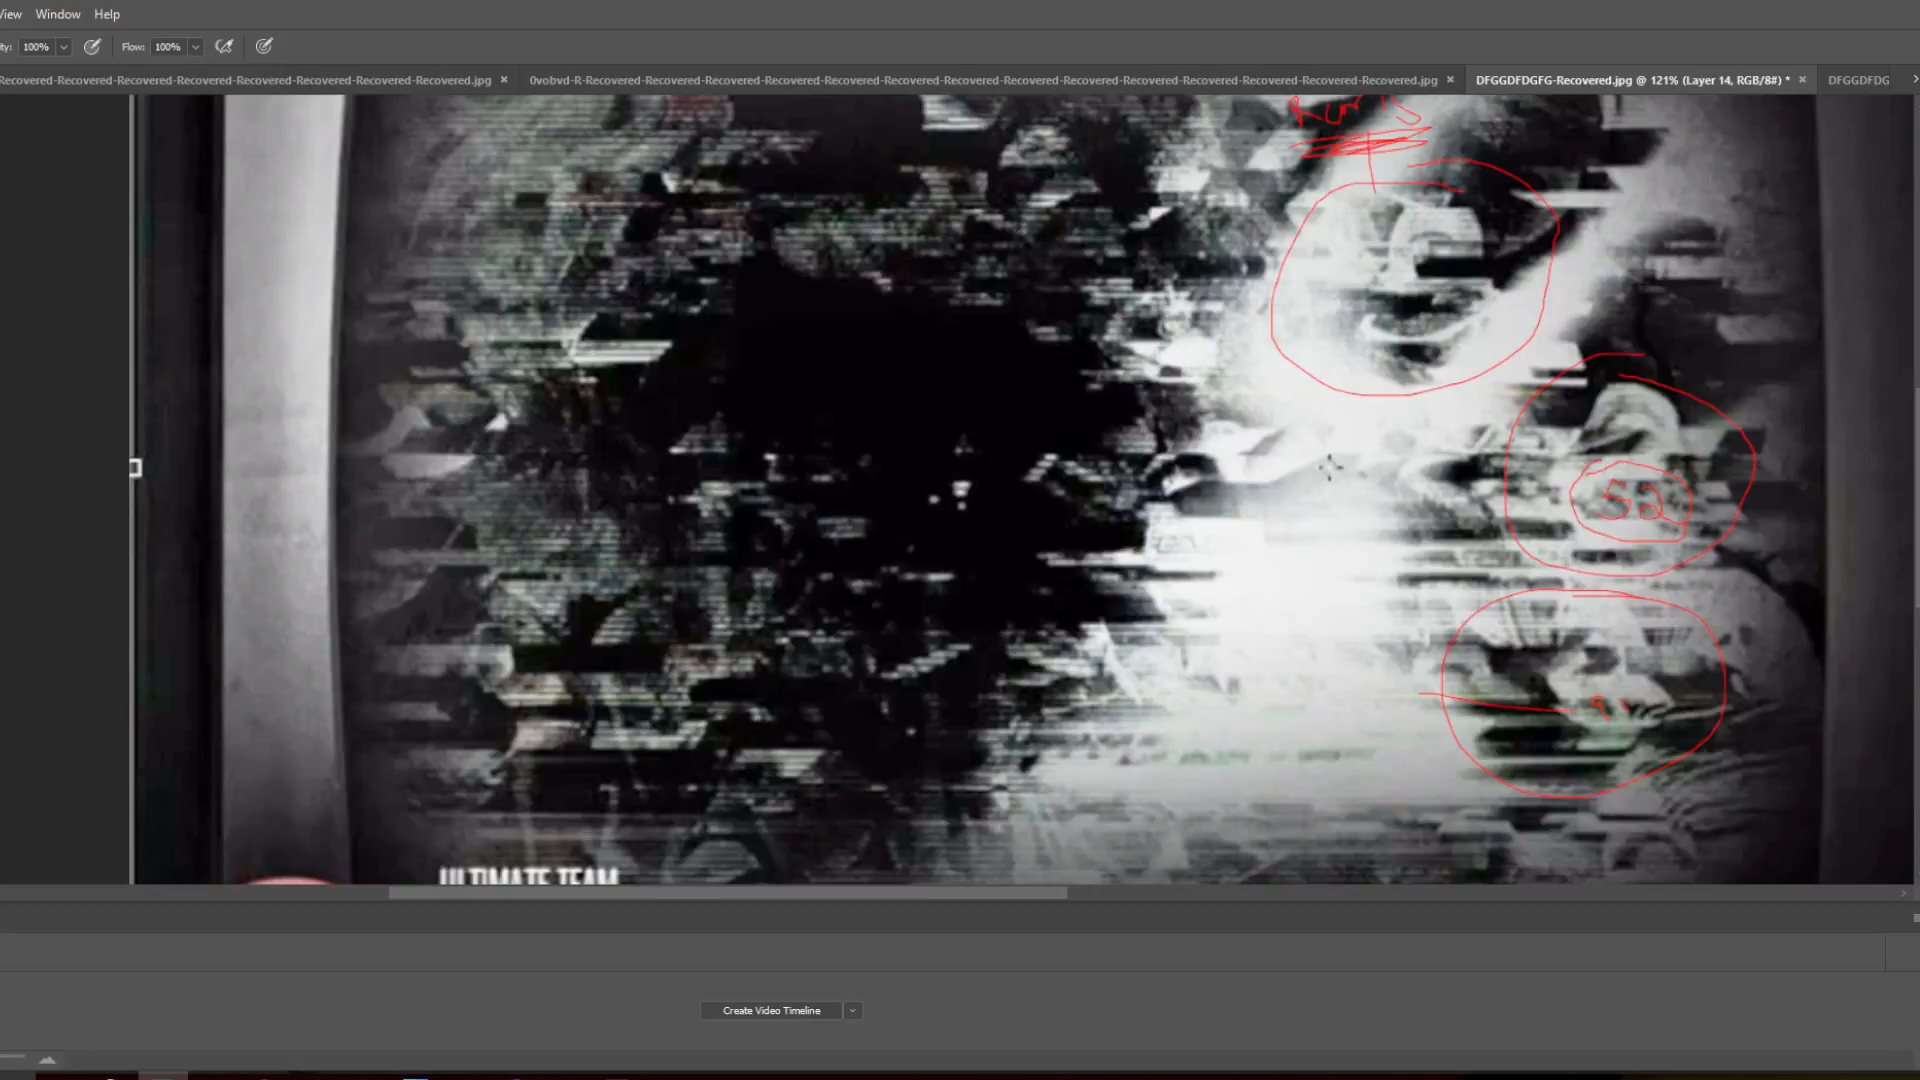 View Window Help
ty: 100% Flow: 100%
Recovered-Recovered-Recovered-Recovered-Recovered-Recovered-Recovered-Recovered.jpg × 0vobvd-R-Recovered-Recovered-Recovered-Recovered-Recovered-Recovered-Recovered-Recovered-Recovered-Recovered-Recovered-Recovered-Recovered-Recovered.jpg × DFGGDFDGFG-Recovered.jpg @ 121% (Layer 14, RGB/8#) * × DFGGDFDG
52
ULTIMATE TEAM
Create Video Timeline